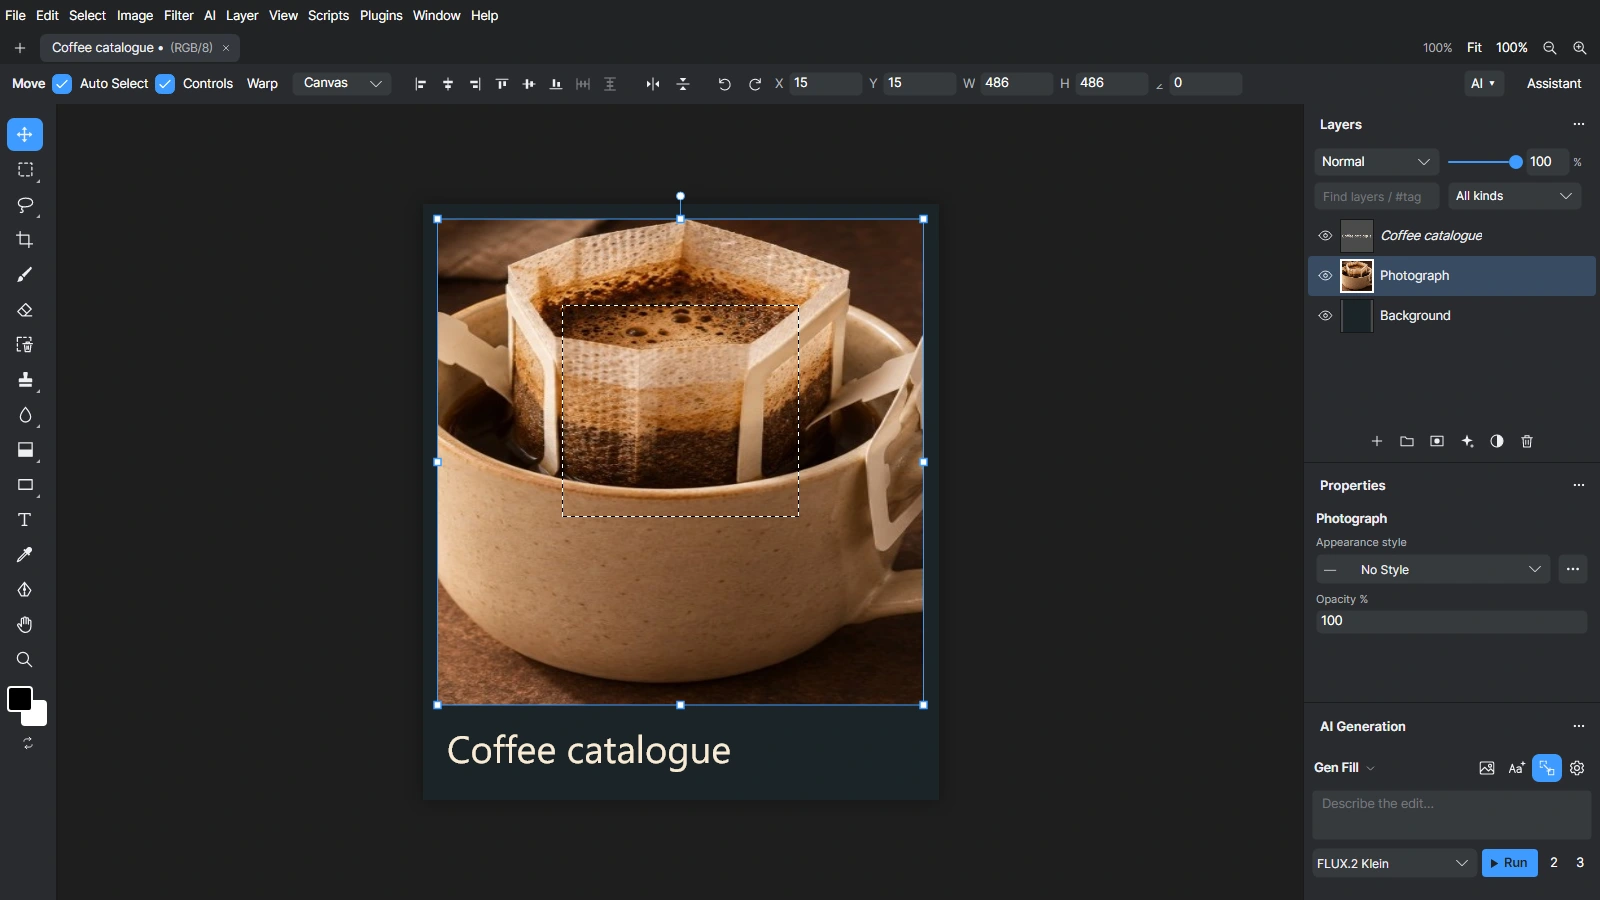 File Edit Select Image Filter AI Layer View Scripts Plugins Window Help
Coffee catalogue • (RGB/8) ×
100% Fit 100%
Move Auto Select Controls Warp Canvas X 15 Y 15 W 486 H 486 0
AI Assistant
Layers
Normal 100 %
Find layers / #tag All kinds
Coffee catalogue
Photograph
Background
Properties
Photograph
Appearance style
No Style
Opacity %
100
AI Generation
Gen Fill Aa+
Describe the edit...
FLUX.2 Klein Run 2 3
T
Coffee catalogue